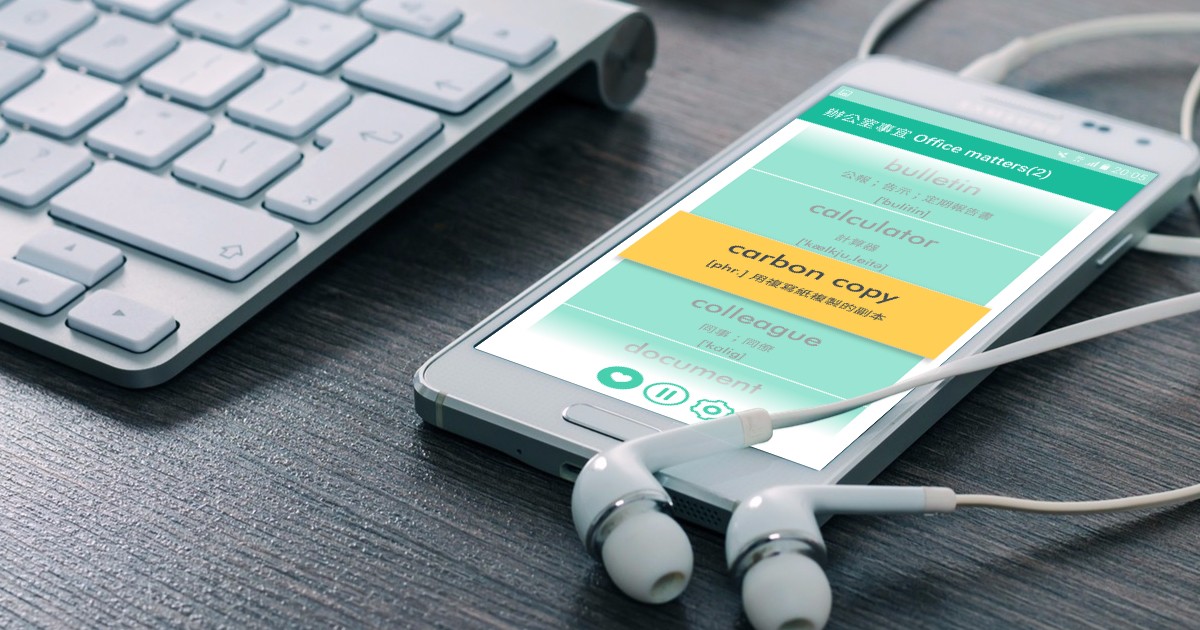 20:05
辦公室事宜 Office matters(2)
bulletin
公報；告示；定期報告書
['bulitin]
calculator
計算器
['kælkju,leitə]
carbon copy
[phr.] 用複寫紙複製的副本
colleague
同事；同僚
['kalig]
document